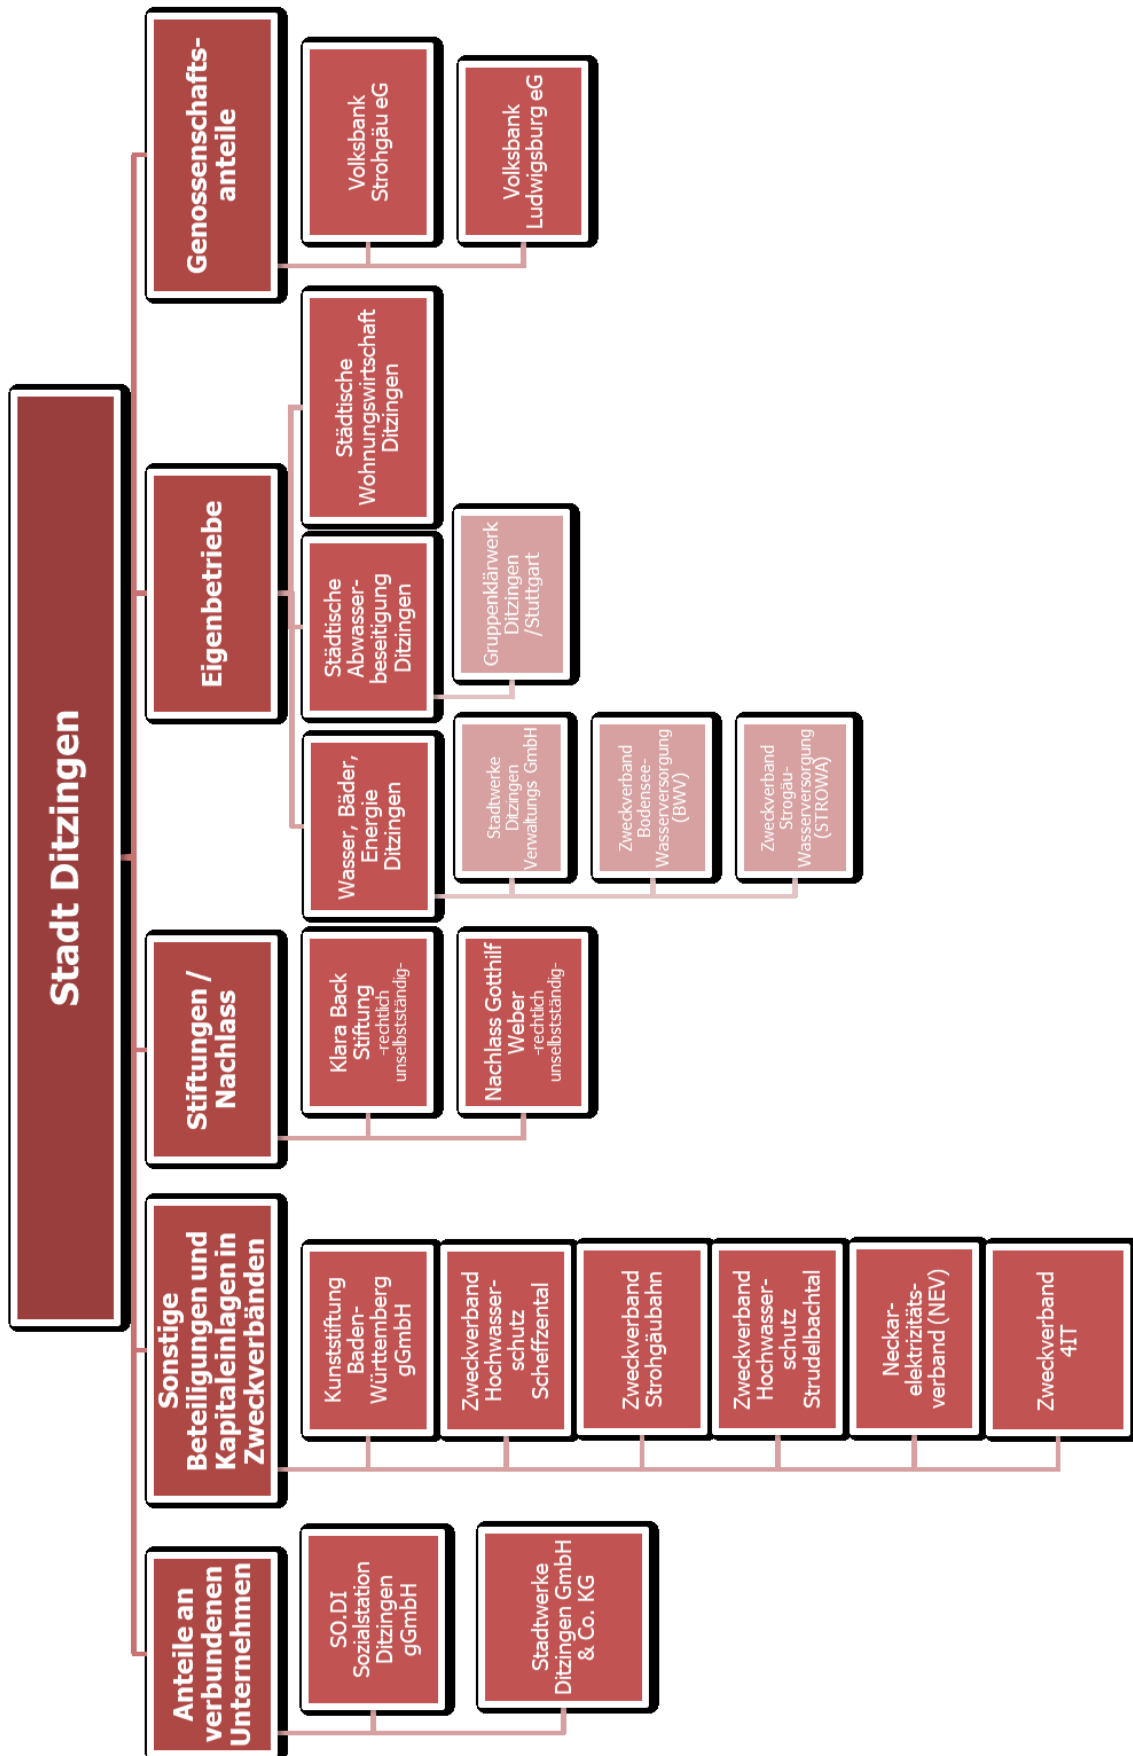 Stadt Ditzingen
Anteile an
verbundenen
Unternehmen
SO.DI
Sozialstation
Ditzingen
gGmbH
Stadtwerke
Ditzingen GmbH
& Co. KG
Sonstige
Beteiligungen und
Kapitaleinlagen in
Zweckverbänden
Kunststiftung
Baden-
Württemberg
gGmbH
Zweckverband
Hochwasser-
schutz
Scheffzental
Zweckverband
Strohgäubahn
Zweckverband
Hochwasser-
schutz
Strudelbachtal
Neckar-
elektrizitäts-
verband (NEV)
Zweckverband
4IT
Stiftungen /
Nachlass
Klara Back
Stiftung
-rechtlich
unselbstständig-
Nachlass Gotthilf
Weber
-rechtlich
unselbstständig-
Eigenbetriebe
Wasser, Bäder,
Energie
Ditzingen
Stadtwerke
Ditzingen
Verwaltungs GmbH
Zweckverband
Bodensee-
Wasserversorgung
(BWV)
Zweckverband
Strogäu-
Wasserversorgung
(STROWA)
Städtische
Abwasser-
beseitigung
Ditzingen
Gruppenklärwerk
Ditzingen
/Stuttgart
Städtische
Wohnungswirtschaft
Ditzingen
Genossenschafts-
anteile
Volksbank
Strohgäu eG
Volksbank
Ludwigsburg eG